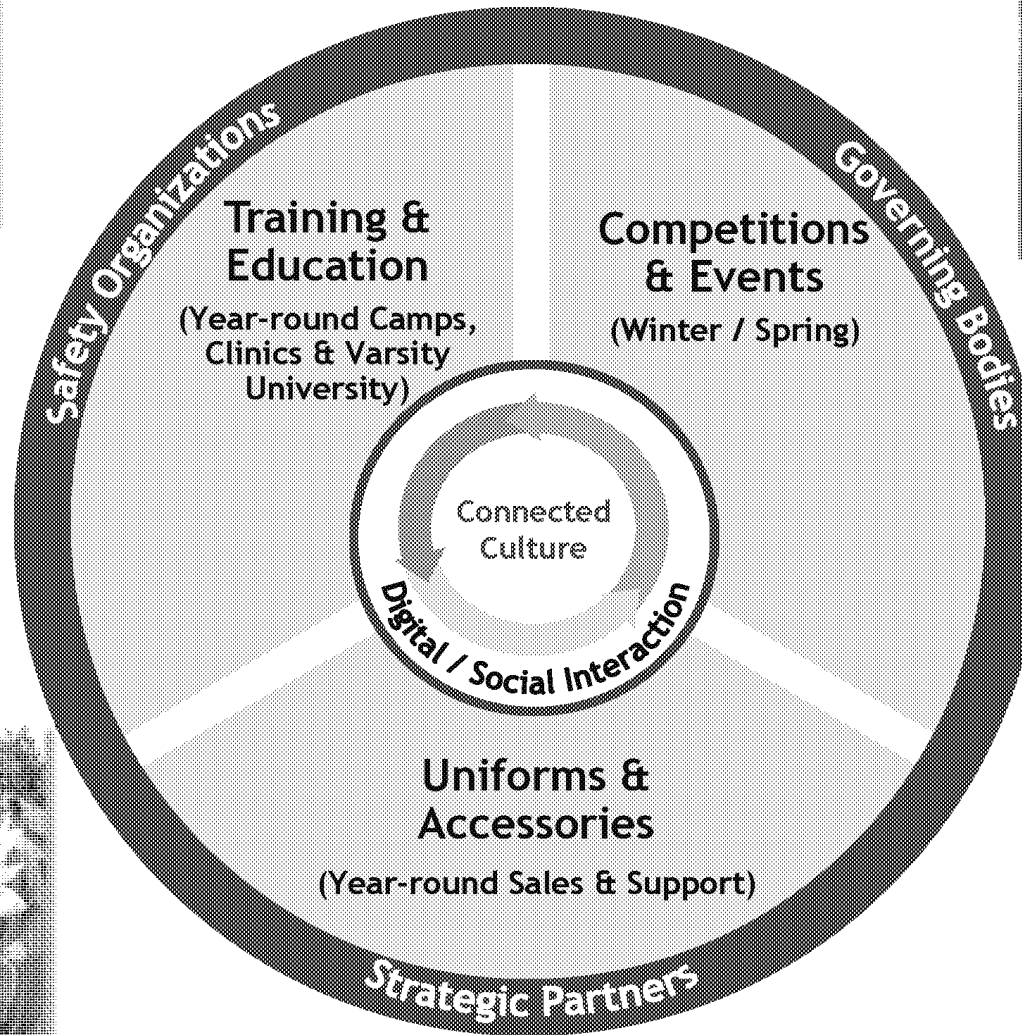 Safety Organizations
Governing Bodies
Training &
Education
(Year-round Camps,
Clinics & Varsity
University)
Competitions
& Events
(Winter / Spring)
Connected
Culture
Digital / Social Interaction
Uniforms &
Accessories
(Year-round Sales & Support)
Strategic Partners